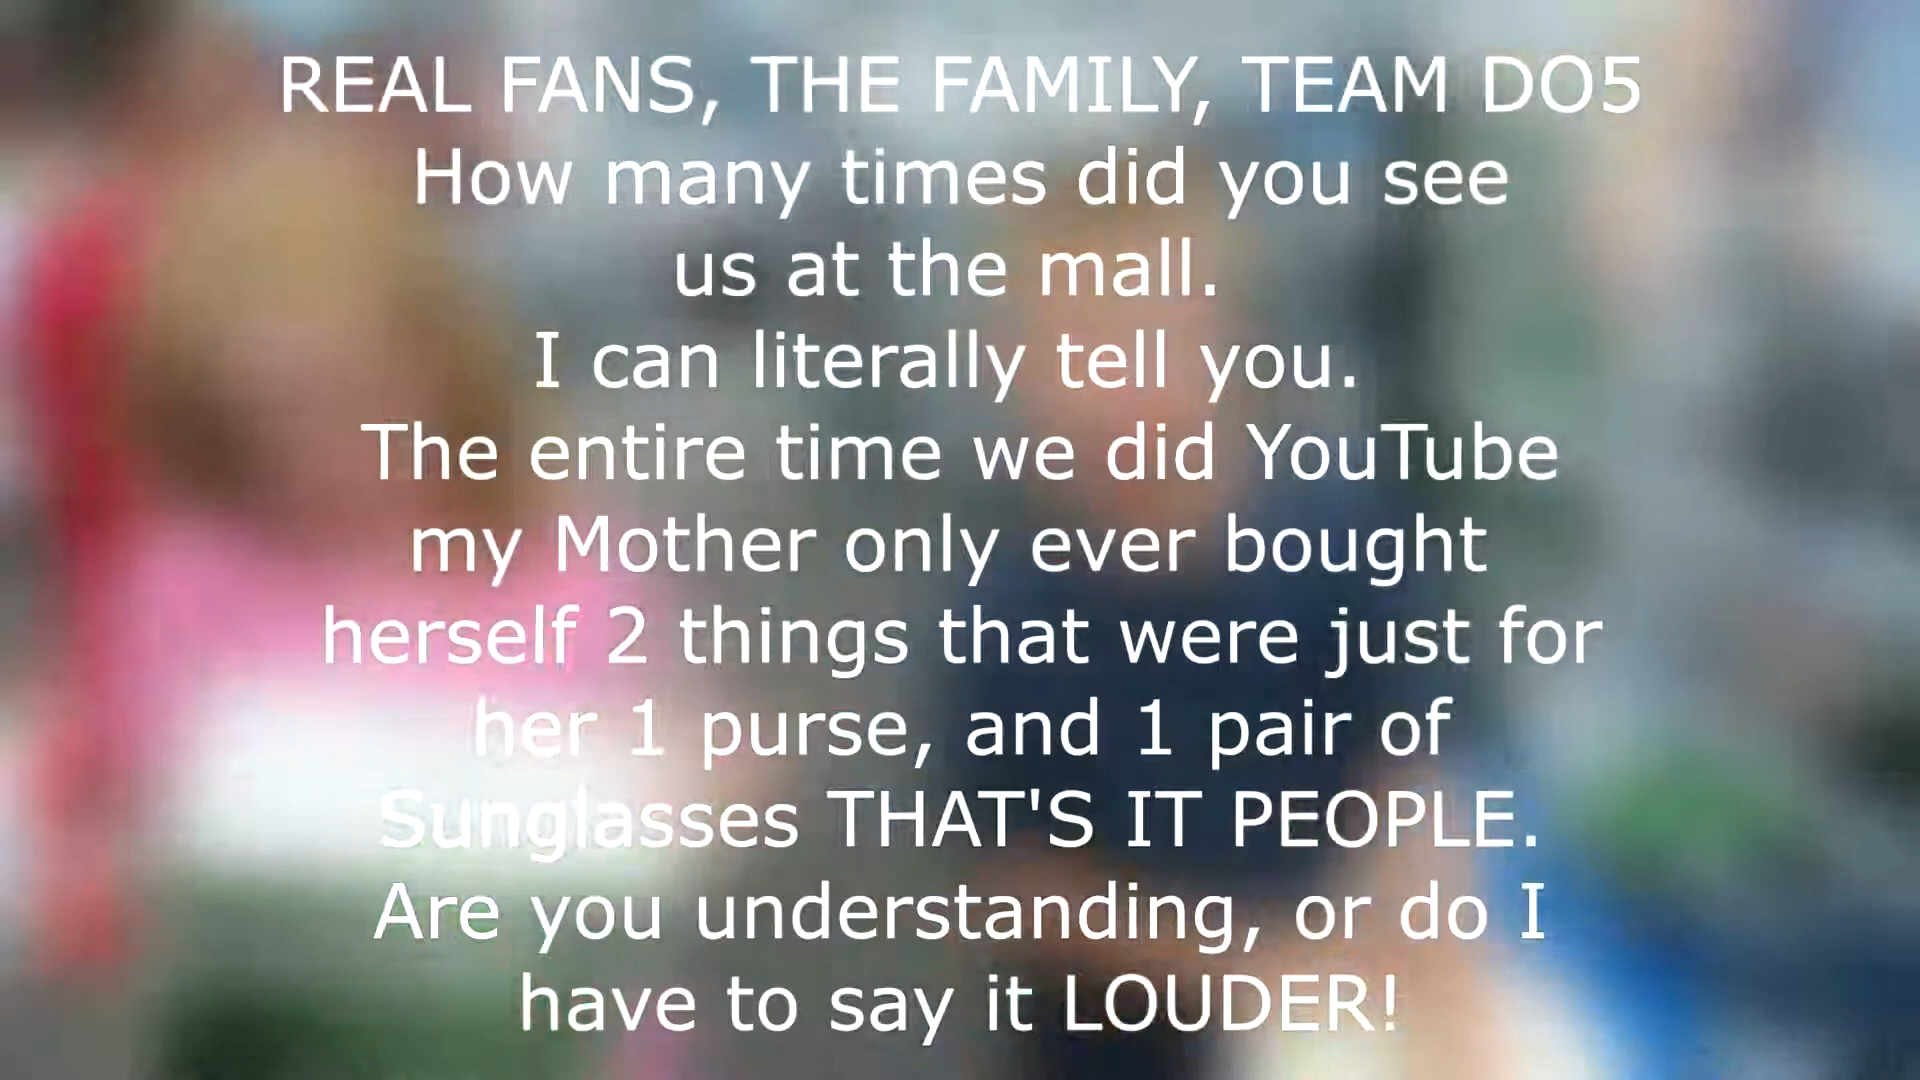 REAL FANS, THE FAMILY, TEAM DO5
How many times did you see
us at the mall.
I can literally tell you.
The entire time we did YouTube
my Mother only ever bought
herself 2 things that were just for
her 1 purse, and 1 pair of
Sunglasses THAT'S IT PEOPLE.
Are you understanding, or do I
have to say it LOUDER!